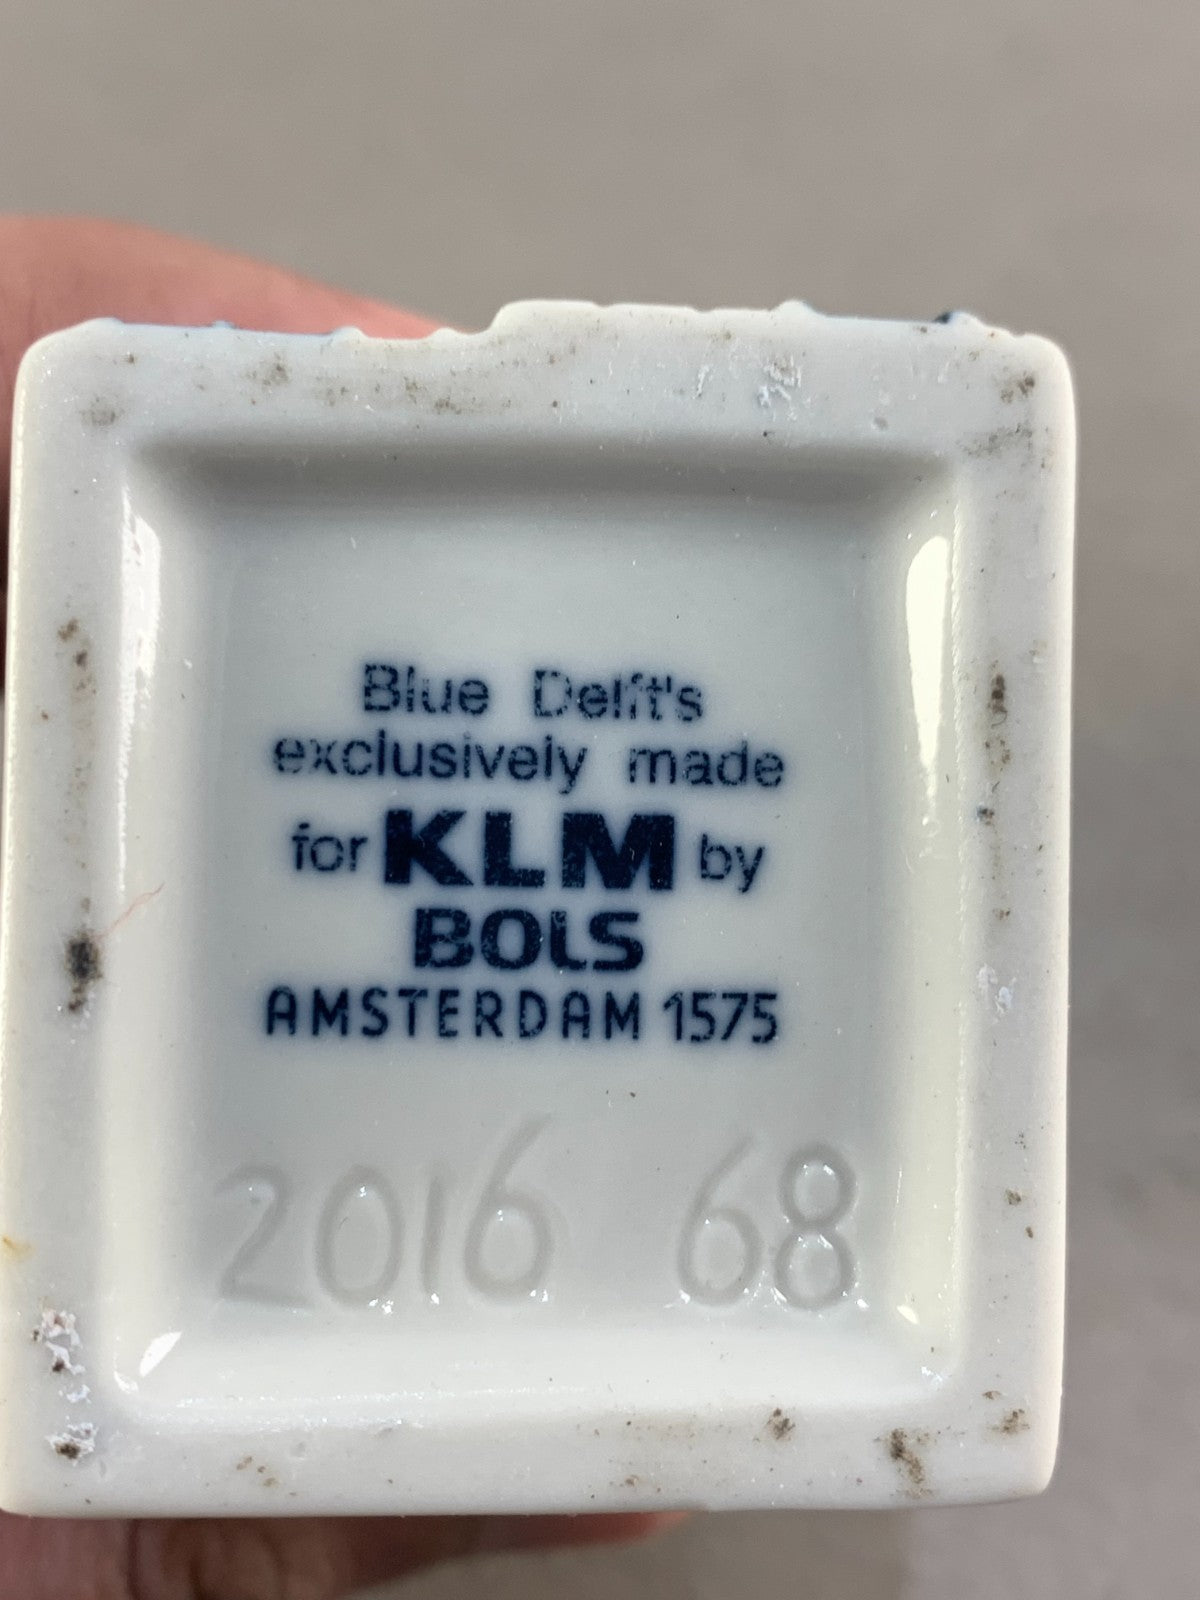 Blue Delft's
exclusively made
for KLM by
BOLS
AMSTERDAM 1575
2016 68